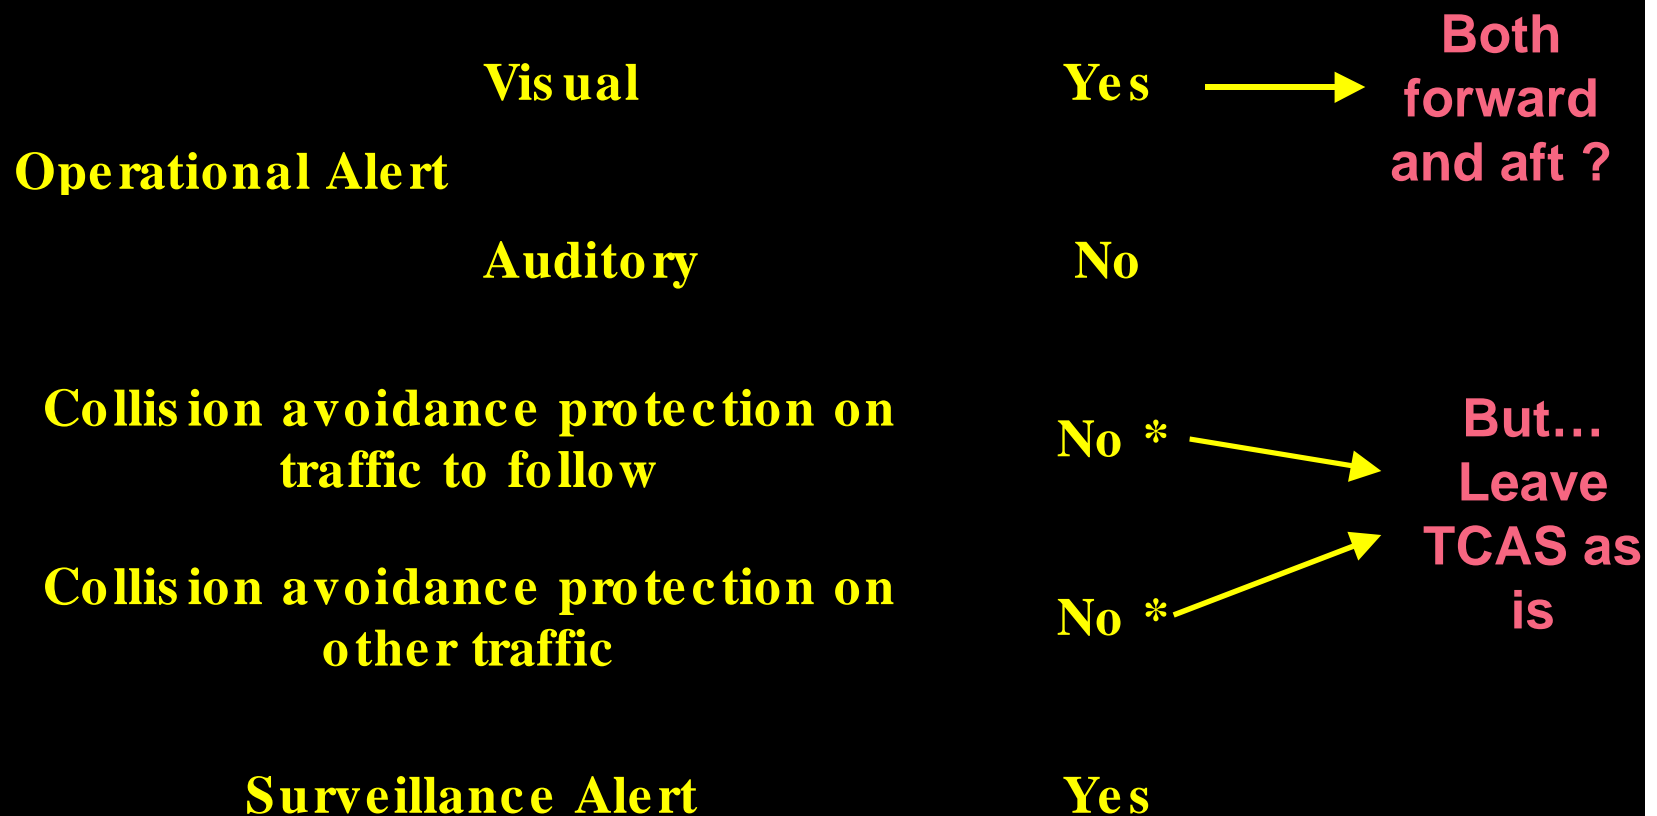 Visual Yes
Both
forward
and aft ?
Operational Alert
Auditory No
Collision avoidance protection on
traffic to follow
No *
But…
Leave
TCAS as
is
Collision avoidance protection on
other traffic
No *
Surveillance Alert Yes